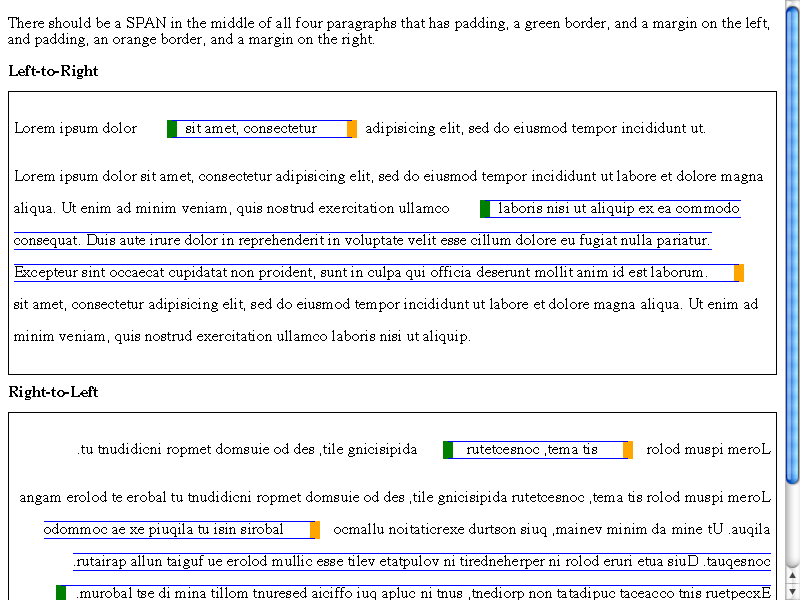 There should be a SPAN in the middle of all four paragraphs that has padding, a green border, and a margin on the left,
and padding, an orange border, and a margin on the right.
Left-to-Right
Lorem ipsum dolor sit amet, consectetur adipisicing elit, sed do eiusmod tempor incididunt ut.
Lorem ipsum dolor sit amet, consectetur adipisicing elit, sed do eiusmod tempor incididunt ut labore et dolore magna
aliqua. Ut enim ad minim veniam, quis nostrud exercitation ullamco laboris nisi ut aliquip ex ea commodo
consequat. Duis aute irure dolor in reprehenderit in voluptate velit esse cillum dolore eu fugiat nulla pariatur.
Excepteur sint occaecat cupidatat non proident, sunt in culpa qui officia deserunt mollit anim id est laborum.
sit amet, consectetur adipisicing elit, sed do eiusmod tempor incididunt ut labore et dolore magna aliqua. Ut enim ad
minim veniam, quis nostrud exercitation ullamco laboris nisi ut aliquip.
Right-to-Left
.tu tnudidicni ropmet domsuie od des ,tile gnicisipida rutetcesnoc ,tema tis rolod muspi meroL
angam erolod te erobal tu tnudidicni ropmet domsuie od des ,tile gnicisipida rutetcesnoc ,tema tis rolod muspi meroL
odommoc ae xe piuqila tu isin sirobal ocmallu noitaticrexe durtson siuq ,mainev minim da mine tU .auqila
.rutairap allun taiguf ue erolod mullic esse tilev etatpulov ni tiredneherper ni rolod eruri etua siuD .tauqesnoc
.murobal tse di mina tillom tnuresed aiciffo iuq apluc ni tnus ,tnediorp non tatadipuc taceacco tnis ruetpecxE